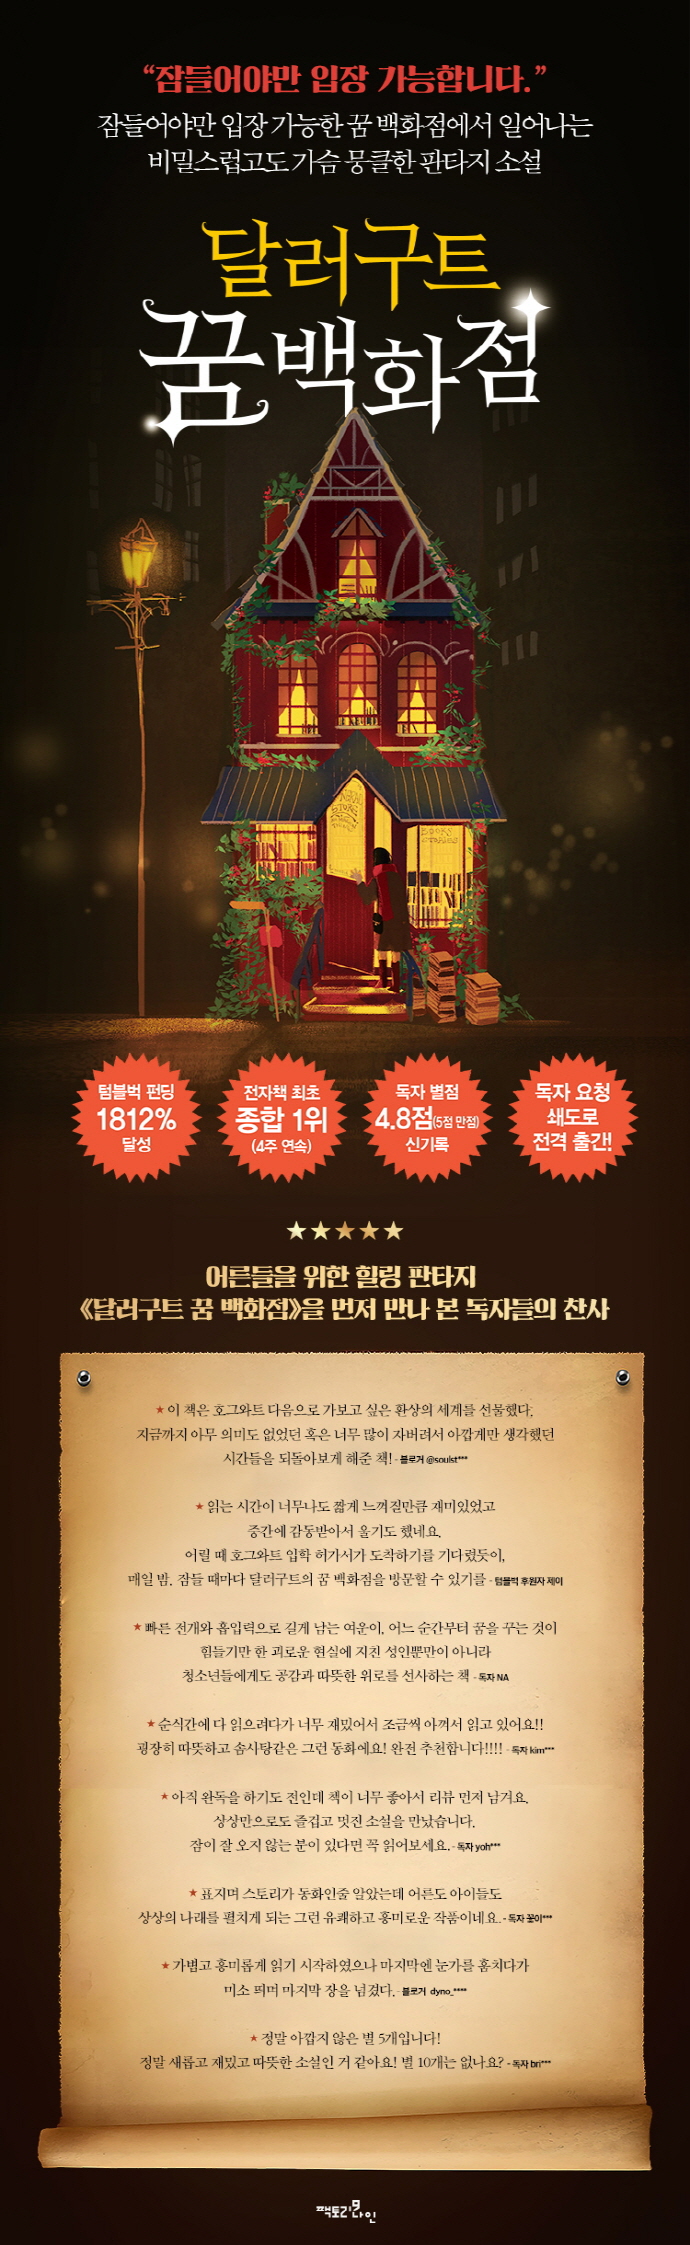 “잠들어야만 입장 가능합니다.”
잠들어야만 입장 가능한 꿈 백화점에서 일어나는
비밀스럽고도 가슴 뭉클한 판타지 소설
달러구트
꿈 백화점
STORE
BOOKS
STORIES
텀블벅 펀딩
1812%
달성
전자책 최초
종합 1위
(4주 연속)
독자 별점
4.8점(5점 만점)
신기록
독자 요청
쇄도로
전격 출간!
★★★★★
어른들을 위한 힐링 판타지
《달러구트 꿈 백화점》을 먼저 만나 본 독자들의 찬사
★ 이 책은 호그와트 다음으로 가보고 싶은 환상의 세계를 선물했다.
지금까지 아무 의미도 없었던 혹은 너무 많이 자버려서 아깝게만 생각했던
시간들을 되돌아보게 해준 책! - 블로거 @soulst***
★ 읽는 시간이 너무나도 짧게 느껴질만큼 재미있었고
중간에 감동받아서 울기도 했네요.
어릴 때 호그와트 입학 허가서가 도착하기를 기다렸듯이,
매일 밤, 잠들 때마다 달러구트의 꿈 백화점을 방문할 수 있기를 - 텀블벅 후원자 제이
★ 빠른 전개와 흡입력으로 길게 남는 여운이, 어느 순간부터 꿈을 꾸는 것이
힘들기만 한 괴로운 현실에 지친 성인뿐만이 아니라
청소년들에게도 공감과 따뜻한 위로를 선사하는 책 - 독자 NA
★ 순식간에 다 읽으려다가 너무 재밌어서 조금씩 아껴서 읽고 있어요!!
굉장히 따뜻하고 솜사탕같은 그런 동화예요! 완전 추천합니다!!!! - 독자 kim***
★ 아직 완독을 하기도 전인데 책이 너무 좋아서 리뷰 먼저 남겨요.
상상만으로도 즐겁고 멋진 소설을 만났습니다.
잠이 잘 오지 않는 분이 있다면 꼭 읽어보세요. - 독자 yoh***
★ 표지며 스토리가 동화인줄 알았는데 어른도 아이들도
상상의 나래를 펼치게 되는 그런 유쾌하고 흥미로운 작품이네요. - 독자 꽃이***
★ 가볍고 흥미롭게 읽기 시작하였으나 마지막엔 눈가를 훔치다가
미소 띄며 마지막 장을 넘겼다. - 블로거 dyno_****
★ 정말 아깝지 않은 별 5개입니다!
정말 새롭고 재밌고 따뜻한 소설인 거 같아요! 별 10개는 없나요? - 독자 bri***
팩토리나인